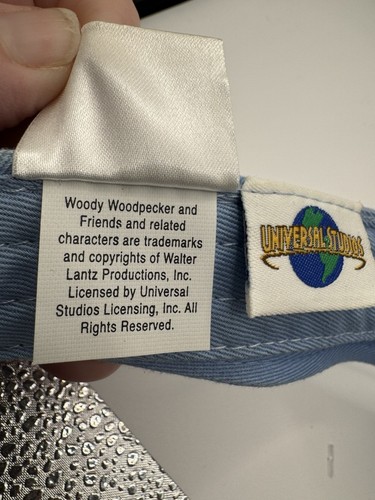 Woody Woodpecker and
Friends and related
characters are trademarks
and copyrights of Walter
Lantz Productions, Inc.
Licensed by Universal
Studios Licensing, Inc. All
Rights Reserved.
UNIVERSAL STUDIOS